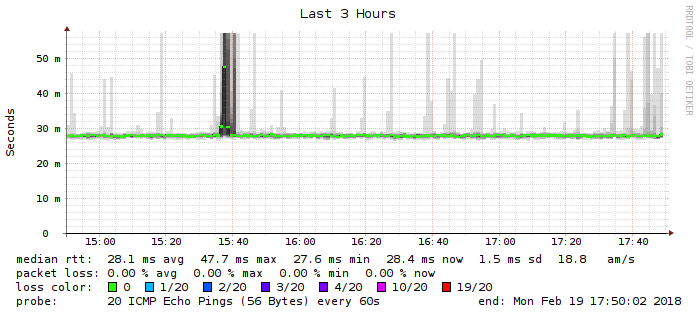 Last 3 Hours
RRDTOOL / TOBI OETIKER
Seconds
50 m
40 m
30 m
20 m
10 m
0
15:00 15:20 15:40 16:00 16:20 16:40 17:00 17:20 17:40
median rtt: 28.1 ms avg 47.7 ms max 27.6 ms min 28.4 ms now 1.5 ms sd 18.8 am/s
packet loss: 0.00 % avg 0.00 % max 0.00 % min 0.00 % now
loss color: 0 1/20 2/20 3/20 4/20 10/20 19/20
probe: 20 ICMP Echo Pings (56 Bytes) every 60s end: Mon Feb 19 17:50:02 2018